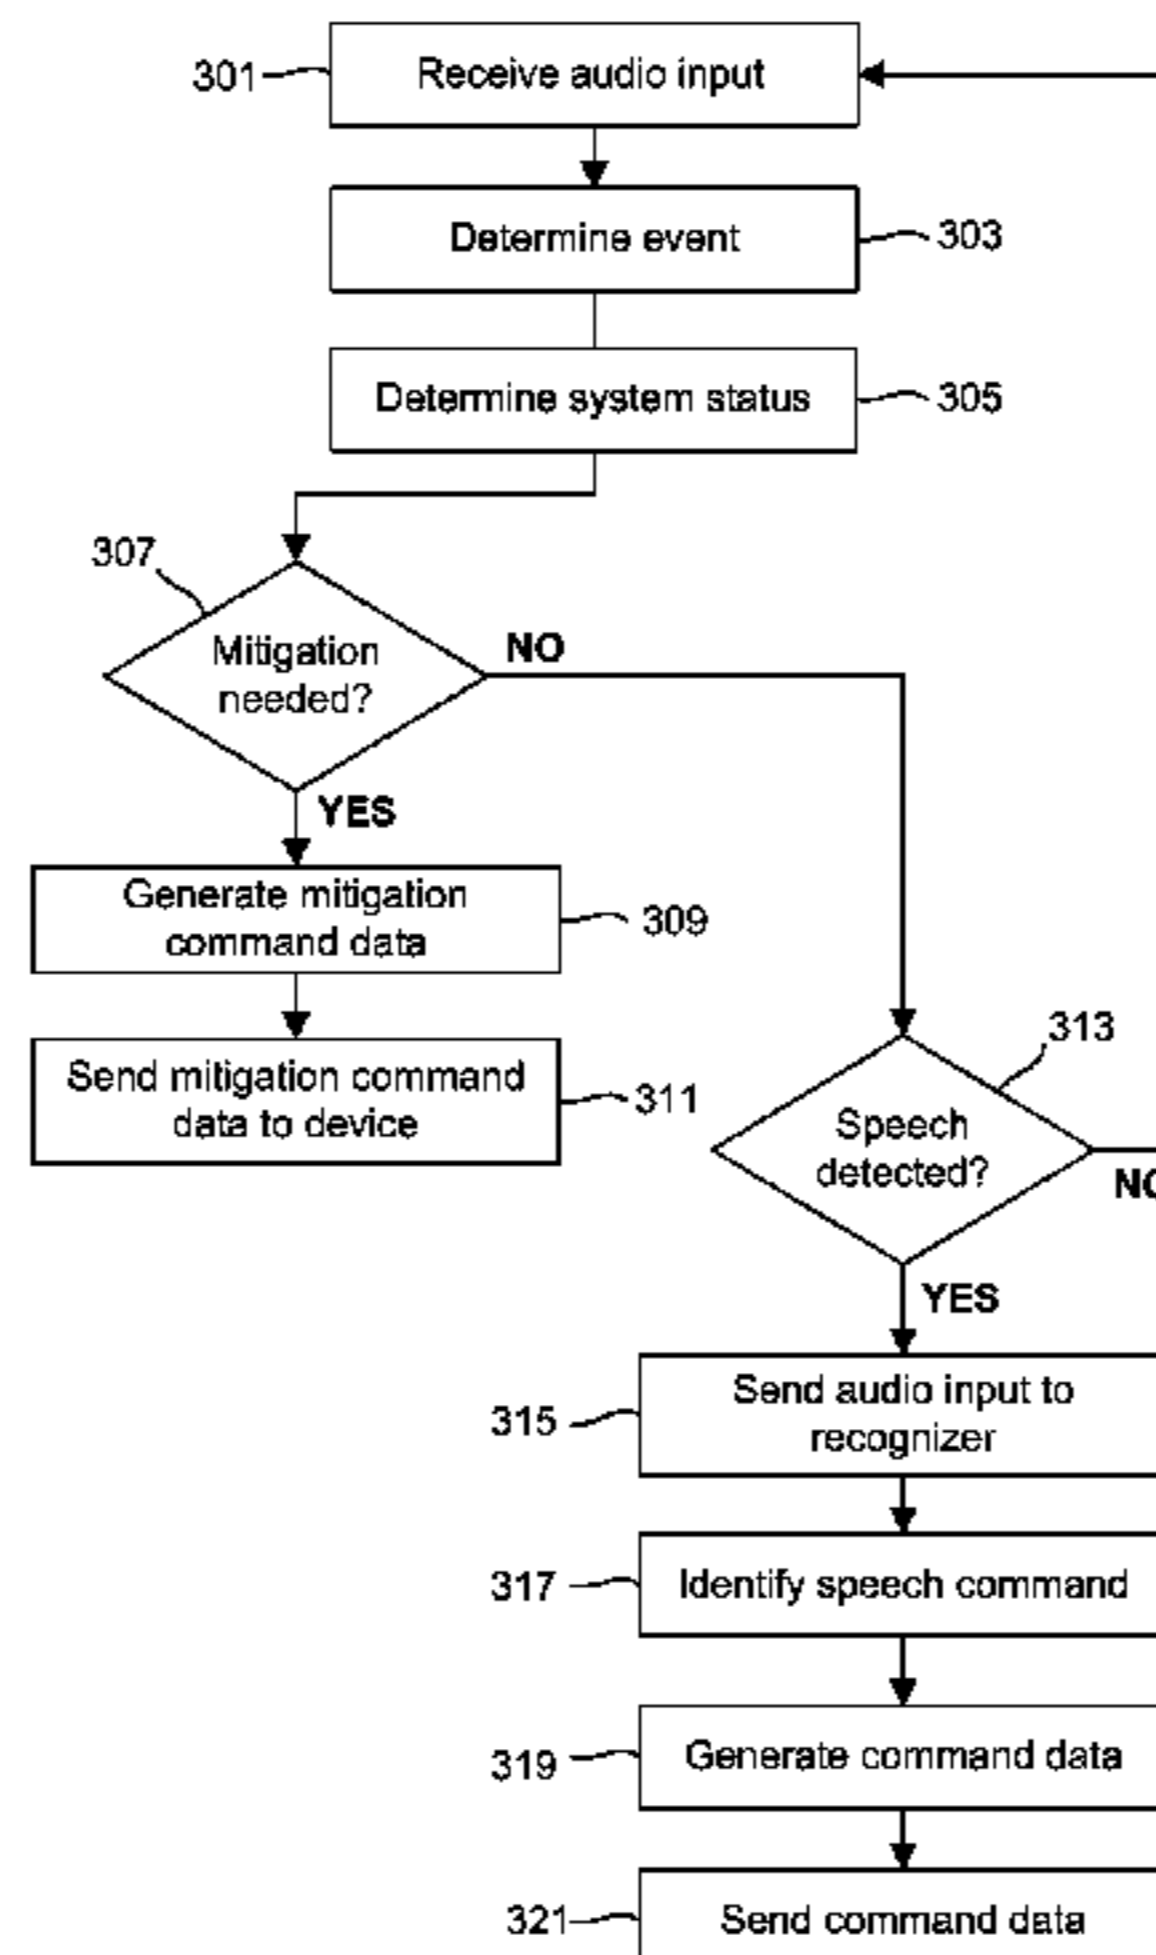 301
Receive audio input
Determine event
303
Determine system status
305
307
Mitigation
needed?
NO
YES
Generate mitigation
command data
309
Send mitigation command
data to device
311
313
Speech
detected?
NO
YES
315
Send audio input to
recognizer
317
Identify speech command
319
Generate command data
321
Send command data